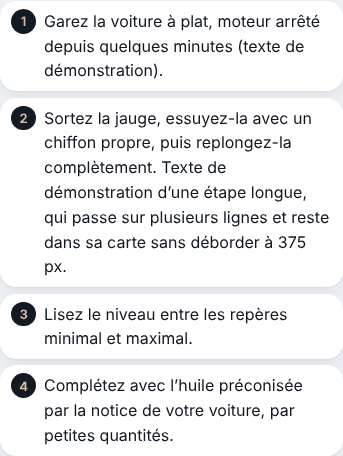 1 Garez la voiture à plat, moteur arrêté
depuis quelques minutes (texte de
démonstration).
2 Sortez la jauge, essuyez-la avec un
chiffon propre, puis replongez-la
complètement. Texte de
démonstration d’une étape longue,
qui passe sur plusieurs lignes et reste
dans sa carte sans déborder à 375
px.
3 Lisez le niveau entre les repères
minimal et maximal.
4 Complétez avec l’huile préconisée
par la notice de votre voiture, par
petites quantités.